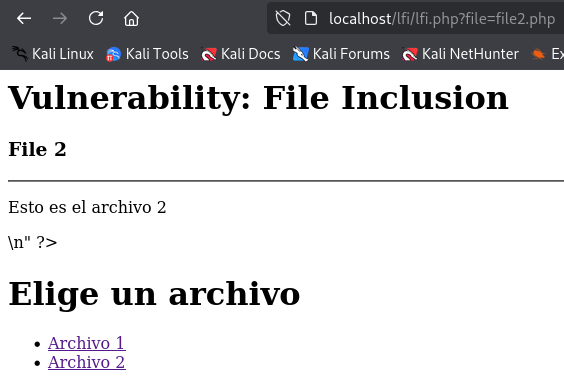 localhost/lfi/lfi.php?file=file2.php
Kali Linux Kali Tools Kali Docs Kali Forums Kali NetHunter Ex
Vulnerability: File Inclusion
File 2
Esto es el archivo 2
\n" ?>
Elige un archivo
Archivo 1
Archivo 2